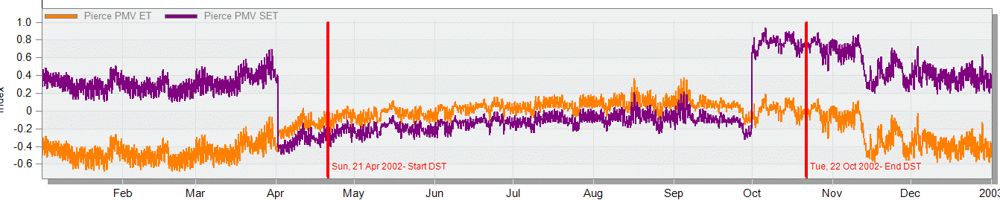 Pierce PMV ET Pierce PMV SET
1.0
0.8
0.6
0.4
0.2
0
-0.2
-0.4
-0.6
Index
Sun, 21 Apr 2002- Start DST Tue, 22 Oct 2002- End DST
Feb Mar Apr May Jun Jul Aug Sep Oct Nov Dec 2003